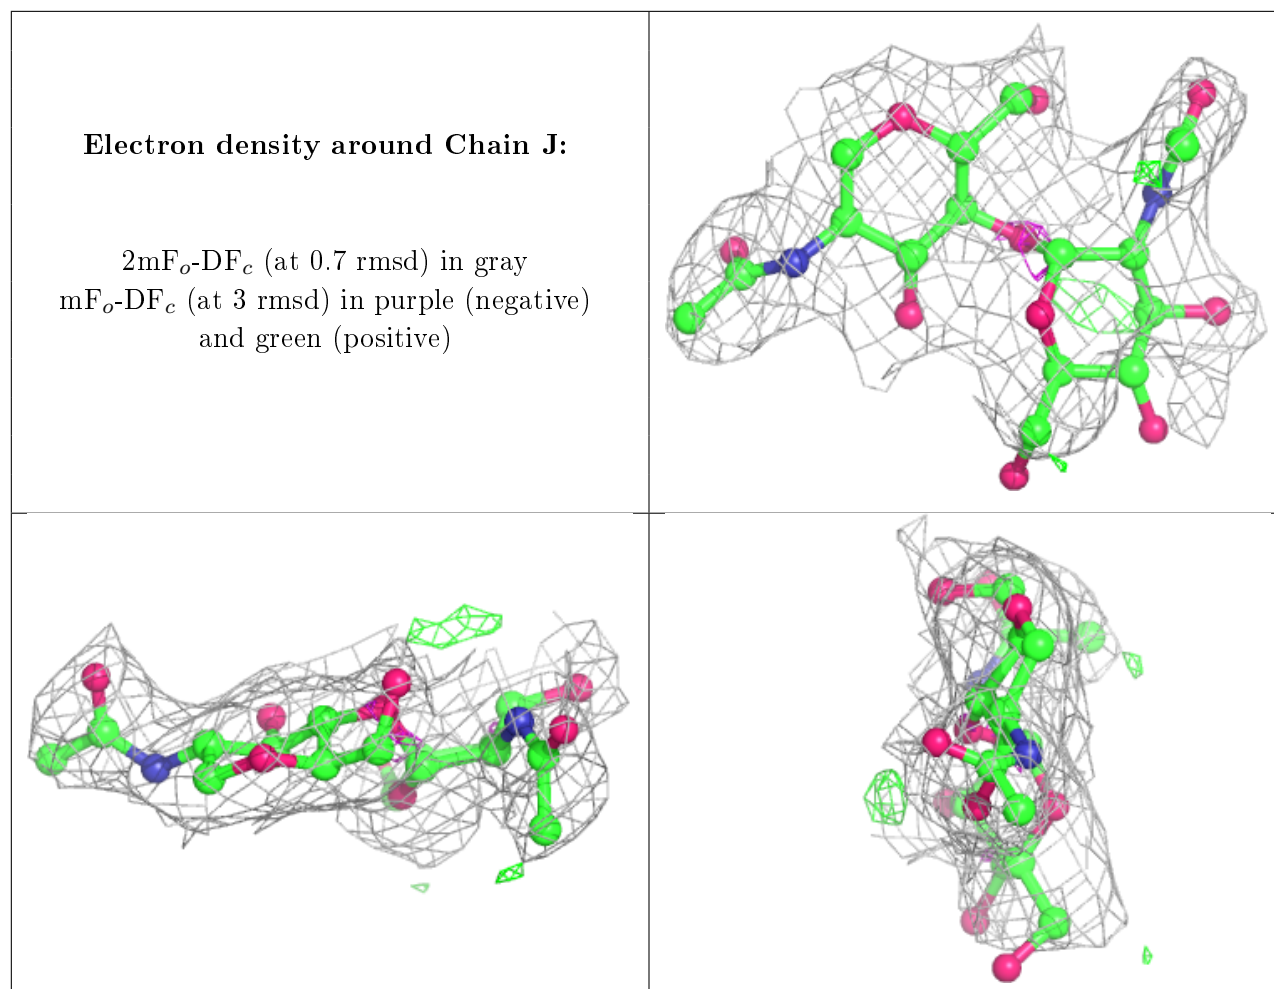 Electron density around Chain J:
2mFₒ-DF𝒸 (at 0.7 rmsd) in gray
mFₒ-DF𝒸 (at 3 rmsd) in purple (negative)
and green (positive)